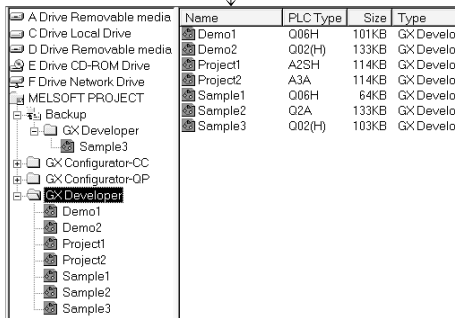 A Drive Removable media
C Drive Local Drive
D Drive Removable media
E Drive CD-ROM Drive
F Drive Network Drive
MELSOFT PROJECT
Backup
GX Developer
Sample3
GX Configurator-CC
GX Configurator-QP
GX Developer
Demo1
Demo2
Project1
Project2
Sample1
Sample2
Sample3
Name PLC Type Size Type
Demo1 Q06H 101KB GX Develo
Demo2 Q02(H) 133KB GX Develo
Project1 A2SH 114KB GX Develo
Project2 A3A 114KB GX Develo
Sample1 Q06H 64KB GX Develo
Sample2 Q2A 133KB GX Develo
Sample3 Q02(H) 103KB GX Develo